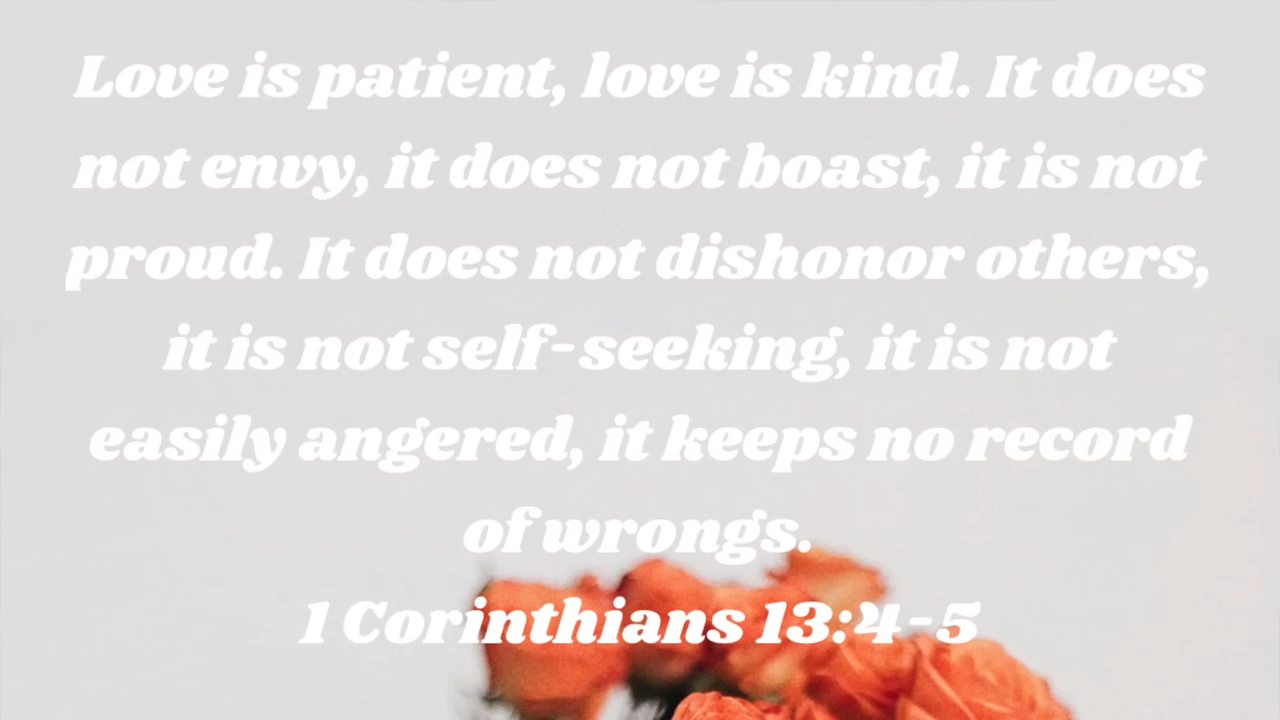 Love is patient, love is kind. It does
not envy, it does not boast, it is not
proud. It does not dishonor others,
it is not self-seeking, it is not
easily angered, it keeps no record
of wrongs.
1 Corinthians 13:4-5